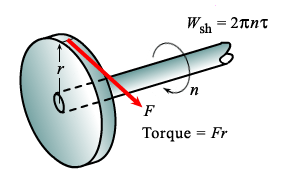 W_sh = 2πnτ
r
n
F
Torque = Fr